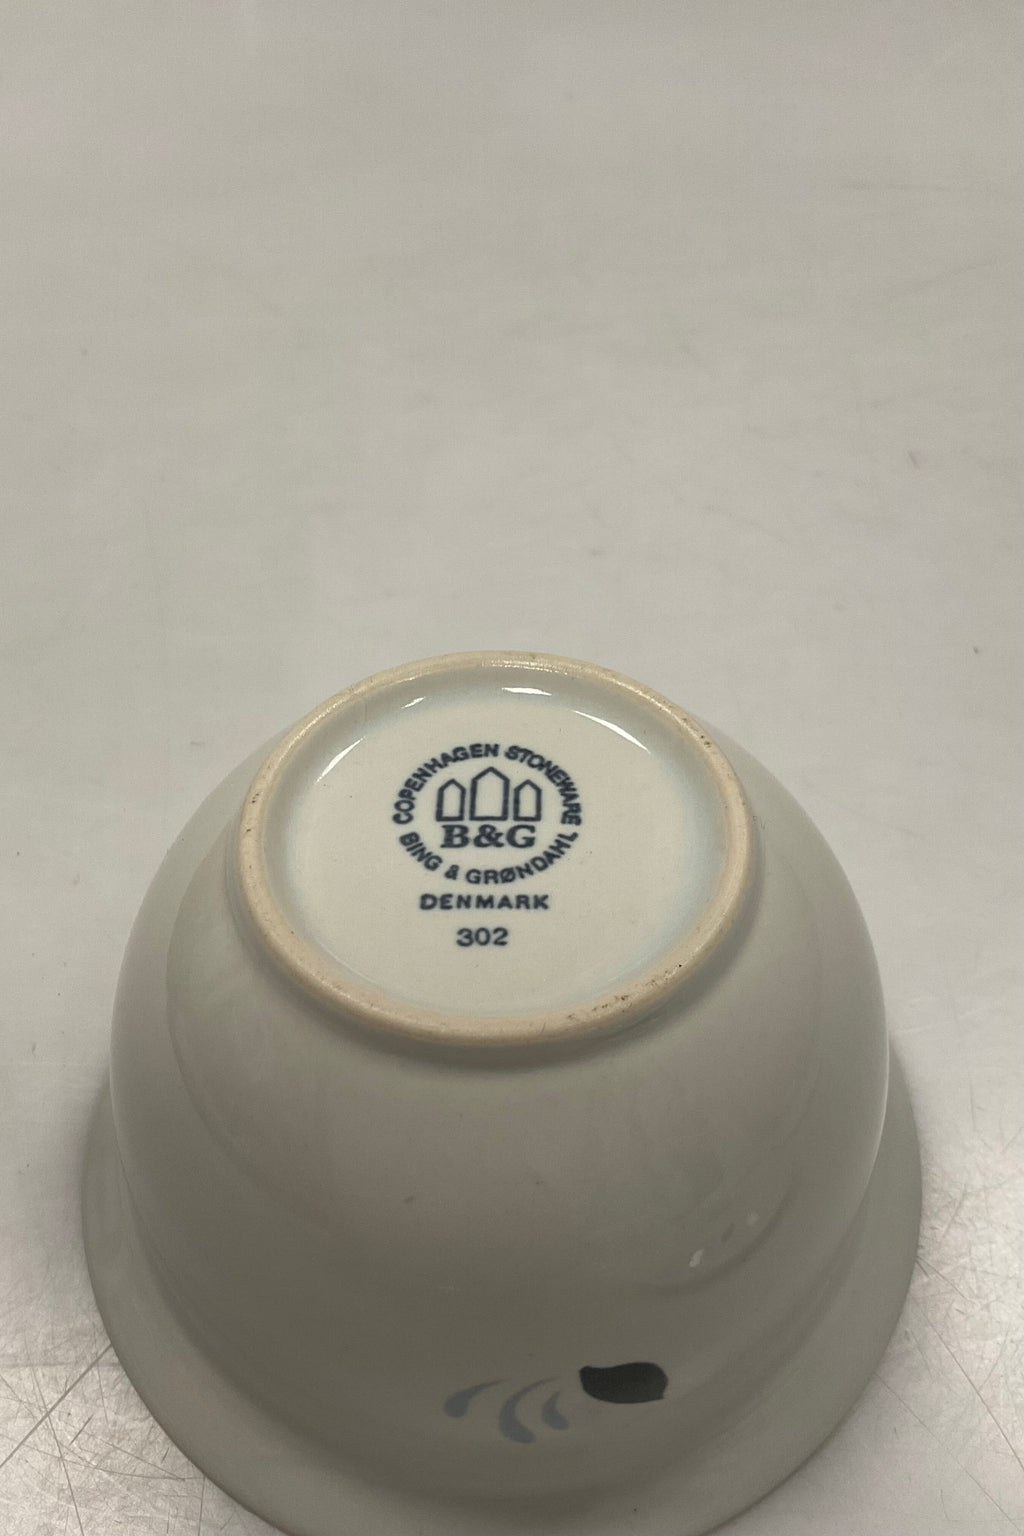 COPENHAGEN STONEWARE
B&G
BING & GRØNDAHL
DENMARK
302